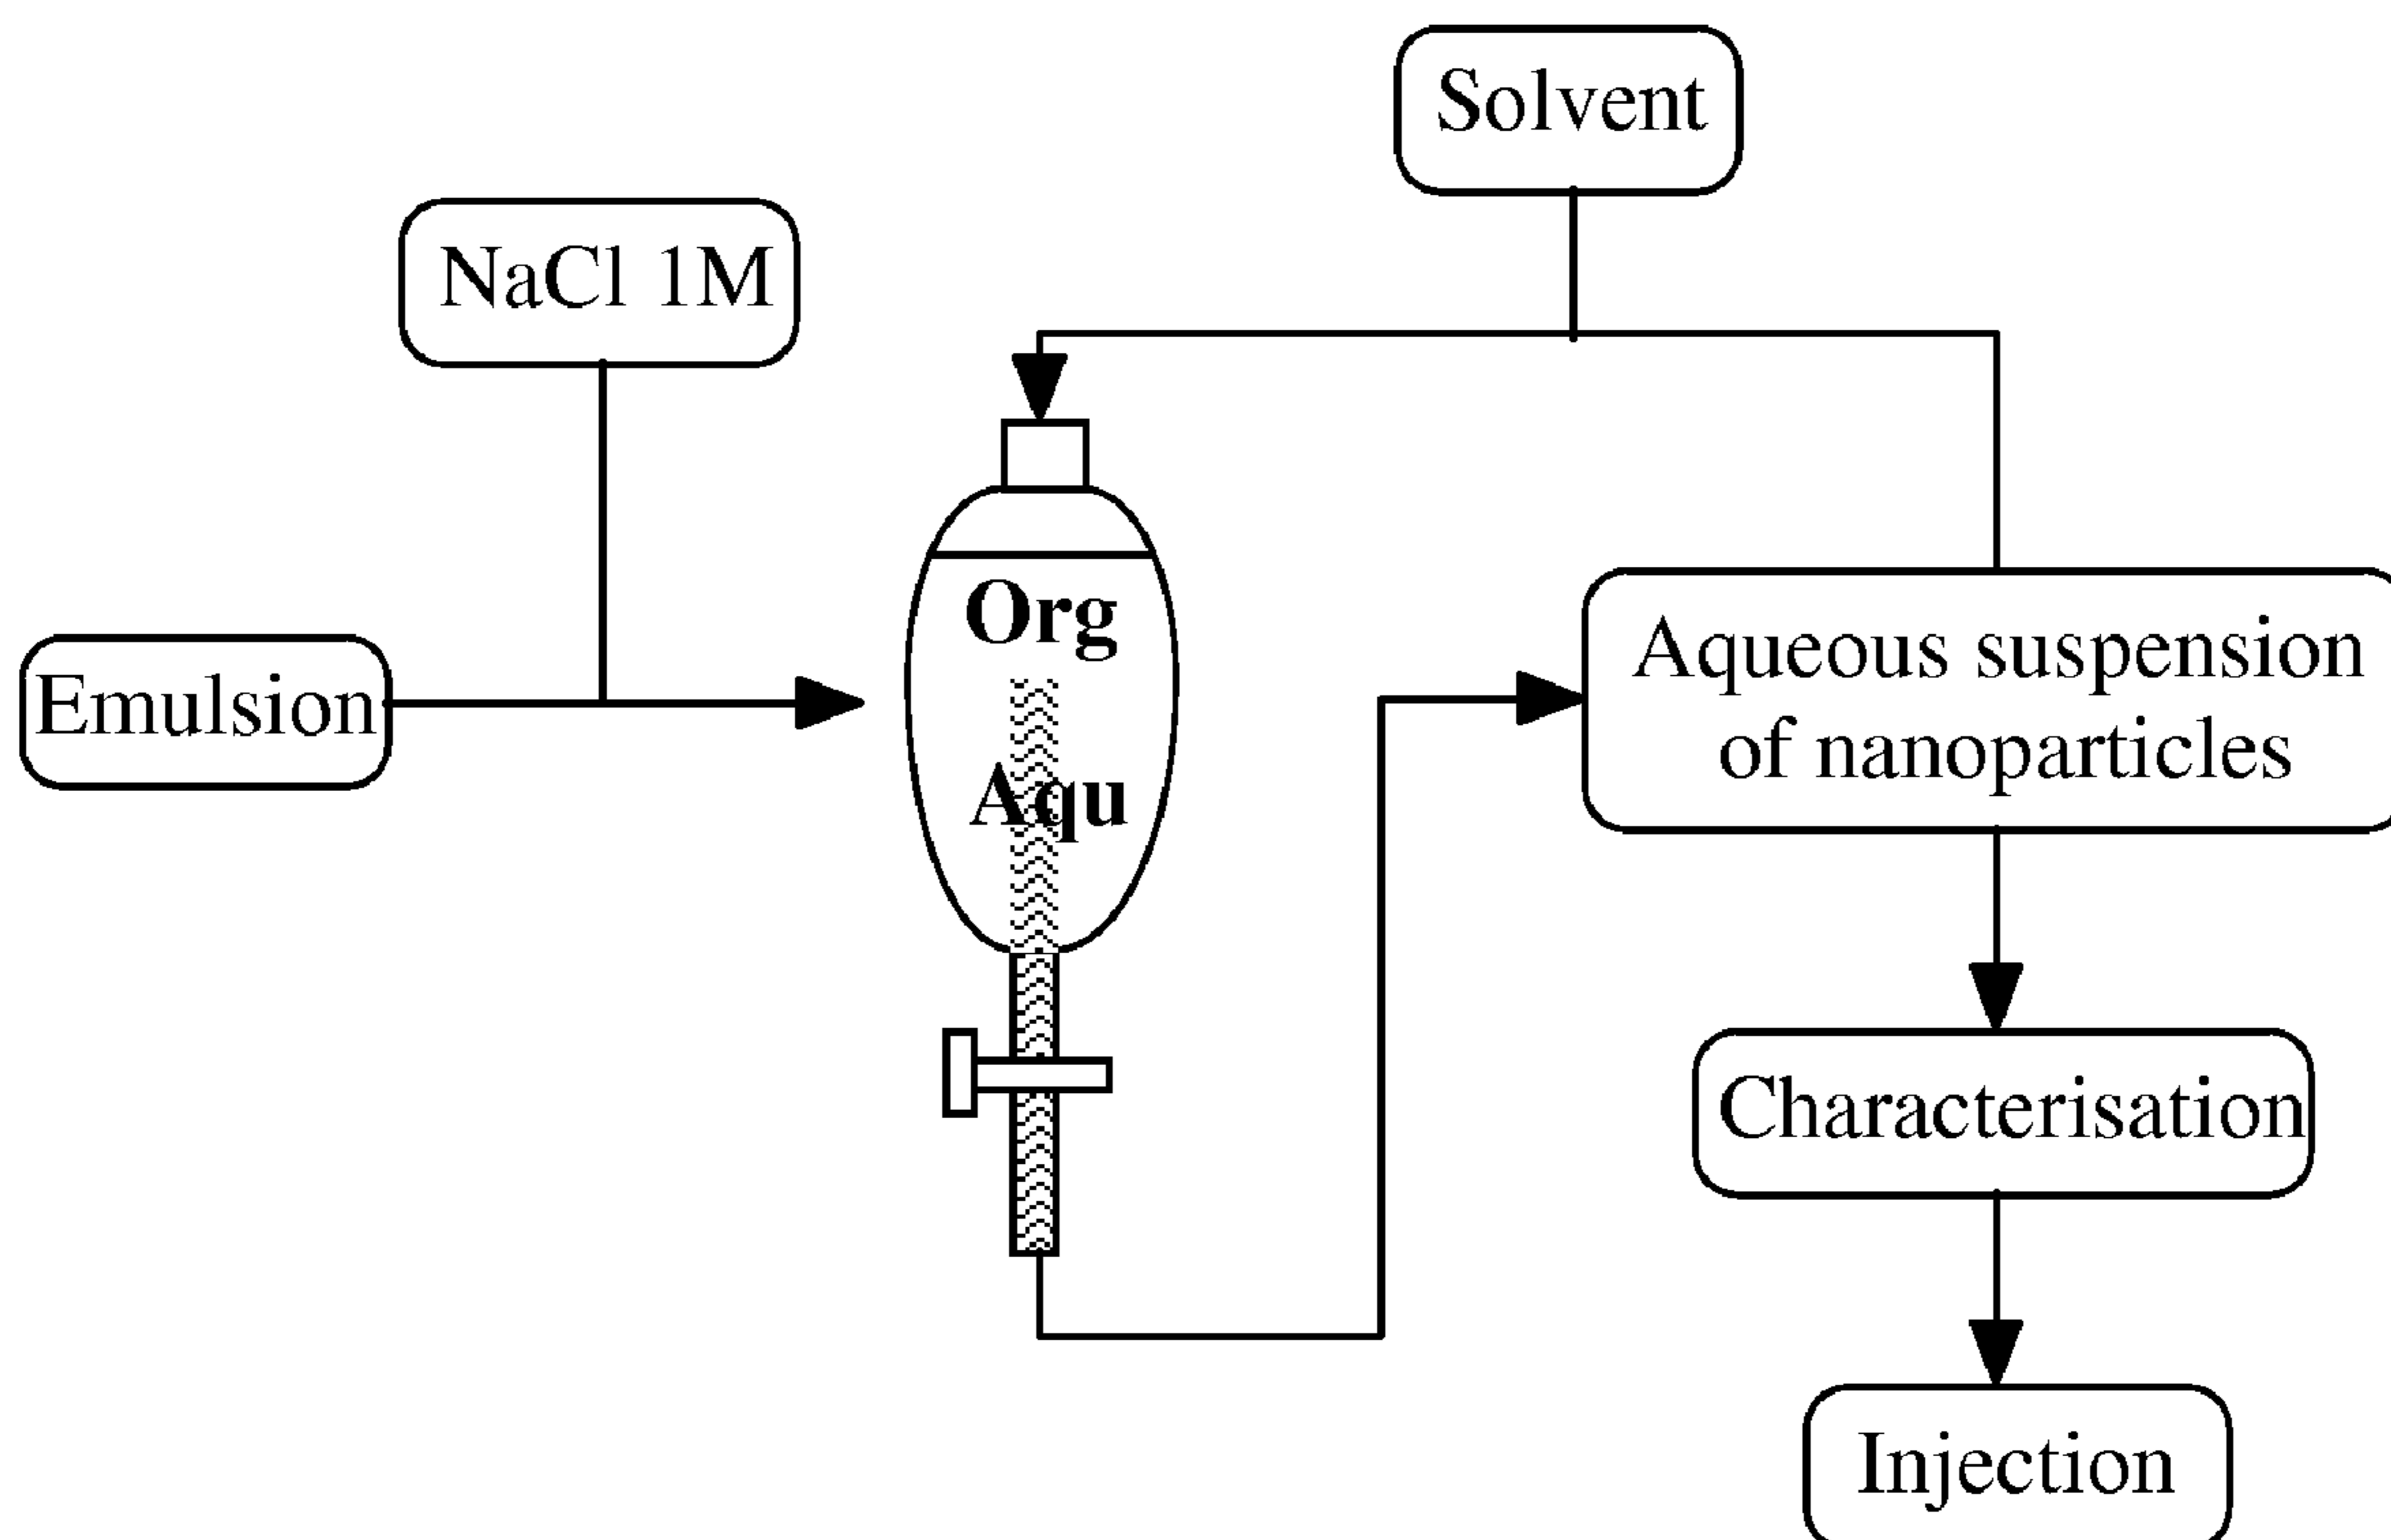 Solvent
NaCl 1M
Org
Emulsion
Aqu
Aqueous suspension
of nanoparticles
Characterisation
Injection